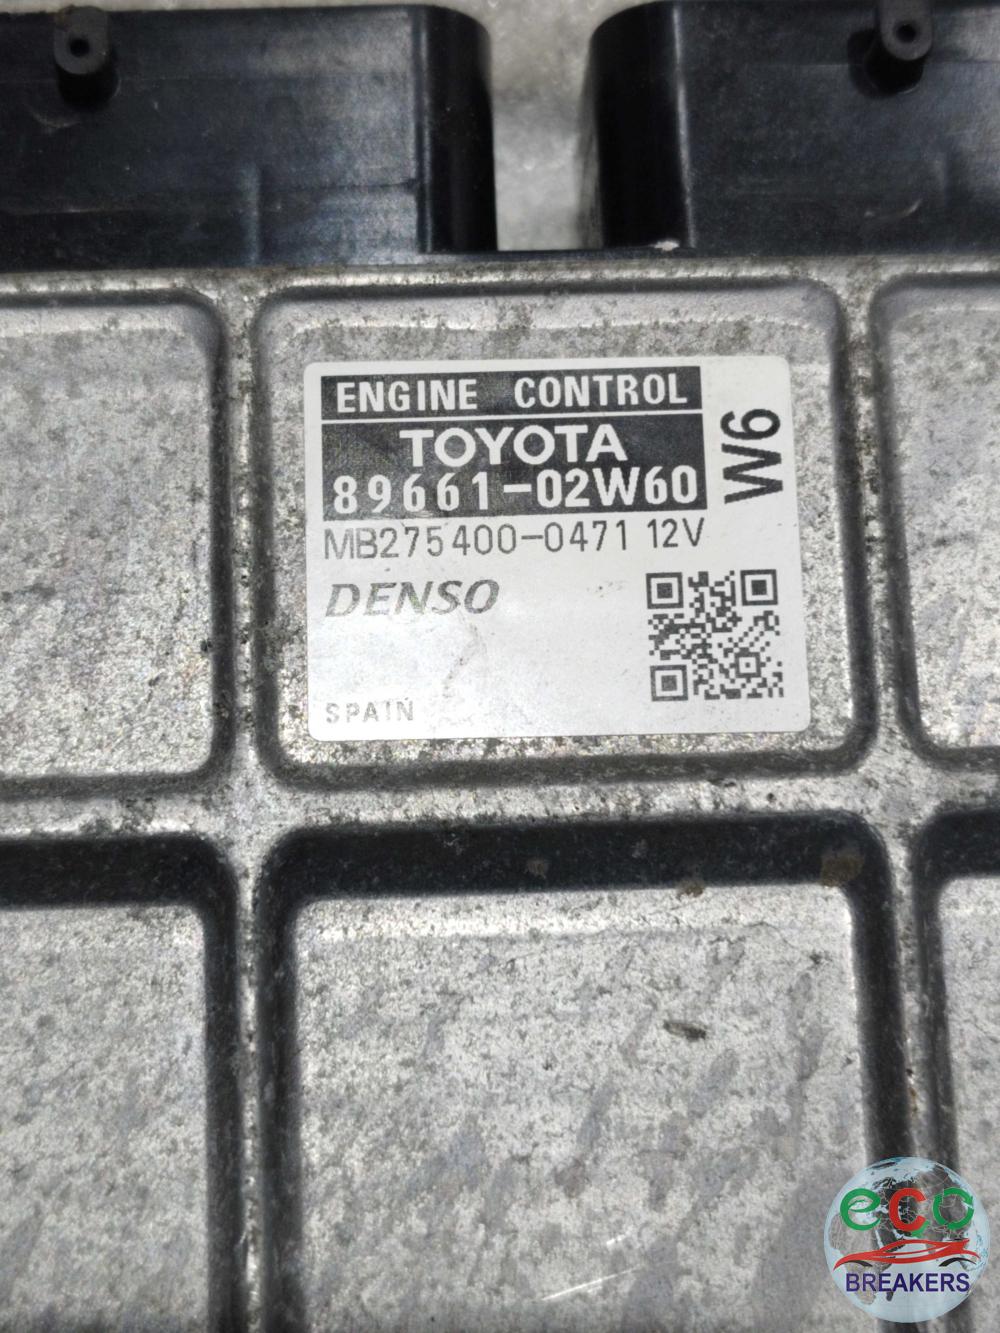 ENGINE CONTROL
TOYOTA
89661-02W60
W6
MB275400-0471 12V
DENSO
SPAIN
eco
BREAKERS